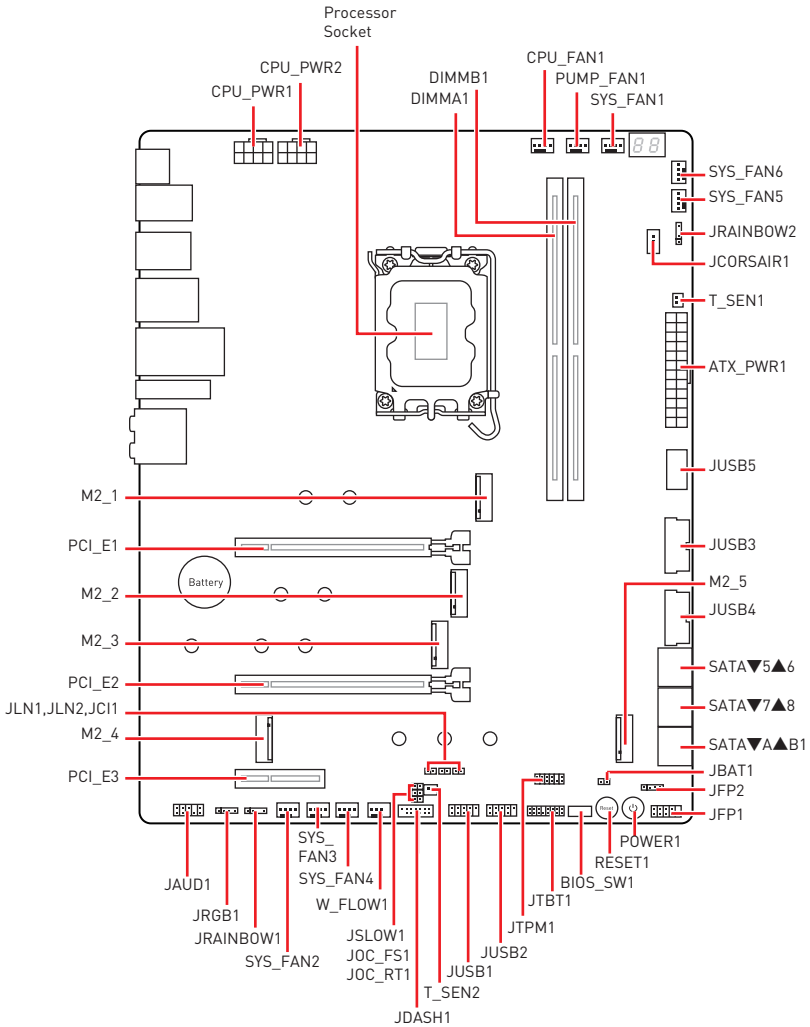 Processor
Socket
CPU_PWR2
CPU_PWR1
DIMMB1
DIMMA1
CPU_FAN1
PUMP_FAN1
SYS_FAN1
88
SYS_FAN6
SYS_FAN5
JRAINBOW2
JCORSAIR1
T_SEN1
ATX_PWR1
JUSB5
JUSB3
M2_5
JUSB4
SATA▼5▲6
SATA▼7▲8
SATA▼A▲B1
JBAT1
JFP2
JFP1
M2_1
PCI_E1
Battery
M2_2
M2_3
PCI_E2
JLN1,JLN2,JCI1
M2_4
PCI_E3
Reset
POWER1
RESET1
BIOS_SW1
JTBT1
JTPM1
JUSB2
JUSB1
T_SEN2
JDASH1
JSLOW1
JOC_FS1
JOC_RT1
W_FLOW1
SYS_FAN4
SYS_
FAN3
SYS_FAN2
JRAINBOW1
JRGB1
JAUD1